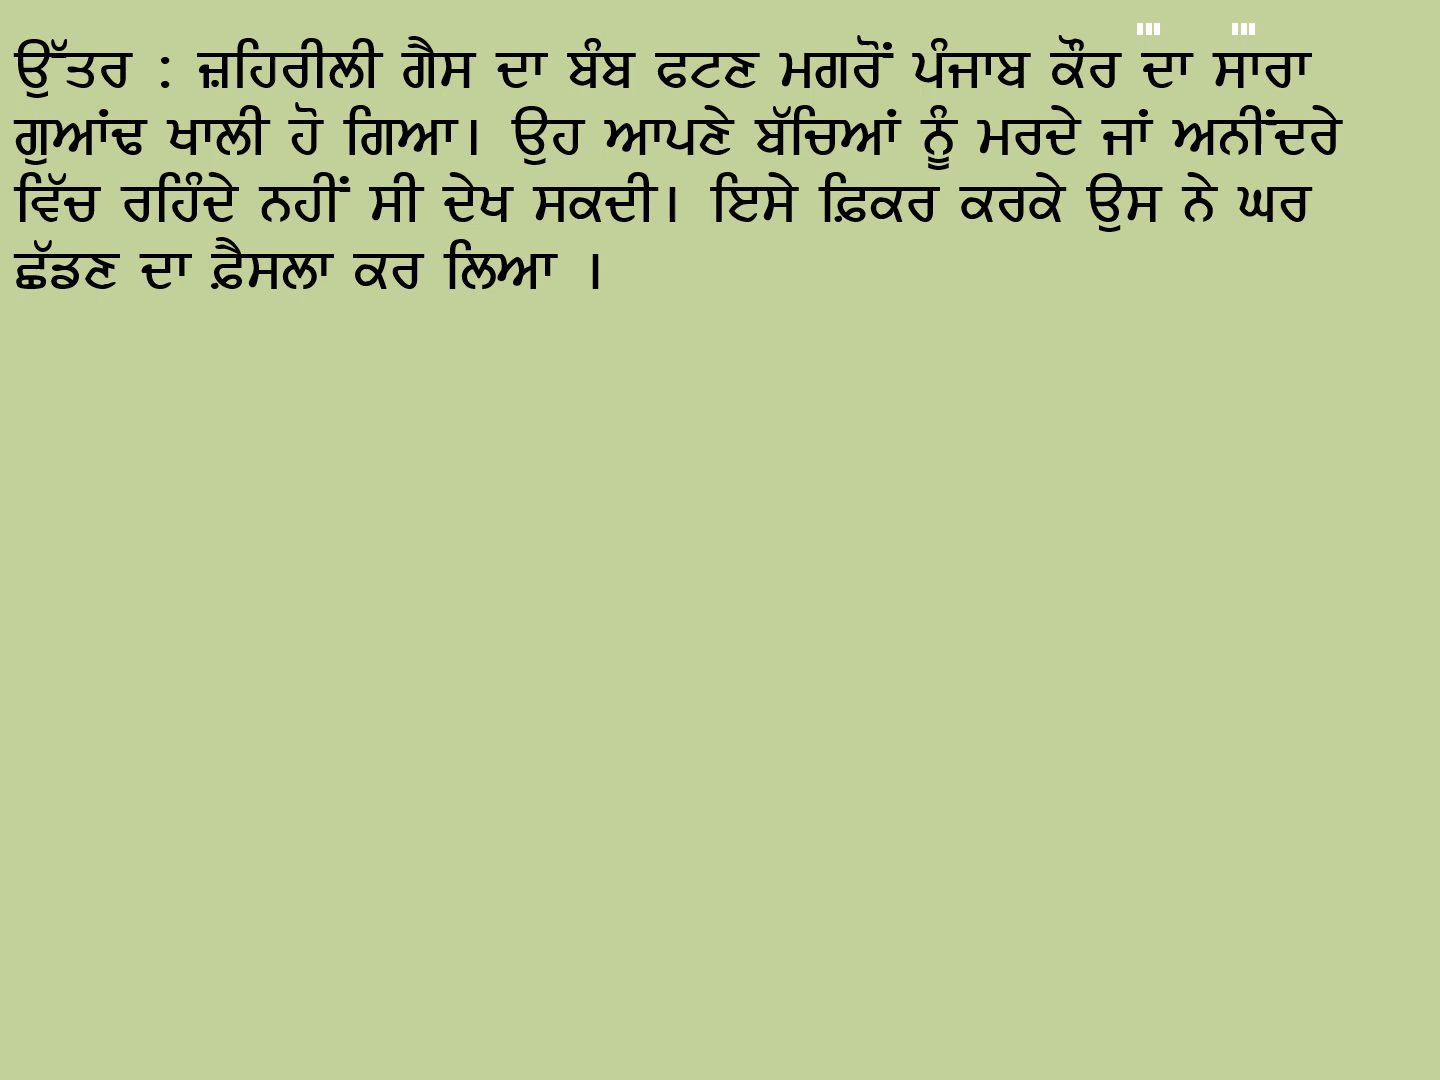 ਉੱਤਰ : ਜ਼ਹਿਰੀਲੀ ਗੈਸ ਦਾ ਬੰਬ ਫਟਣ ਮਗਰੋਂ ਪੰਜਾਬ ਕੌਰ ਦਾ ਸਾਰਾ
ਗੁਆਂਢ ਖਾਲੀ ਹੋ ਗਿਆ। ਉਹ ਆਪਣੇ ਬੱਚਿਆਂ ਨੂੰ ਮਰਦੇ ਜਾਂ ਅਨੀਂਦਰੇ
ਵਿੱਚ ਰਹਿੰਦੇ ਨਹੀਂ ਸੀ ਦੇਖ ਸਕਦੀ। ਇਸੇ ਫ਼ਿਕਰ ਕਰਕੇ ਉਸ ਨੇ ਘਰ
ਛੱਡਣ ਦਾ ਫ਼ੈਸਲਾ ਕਰ ਲਿਆ ।